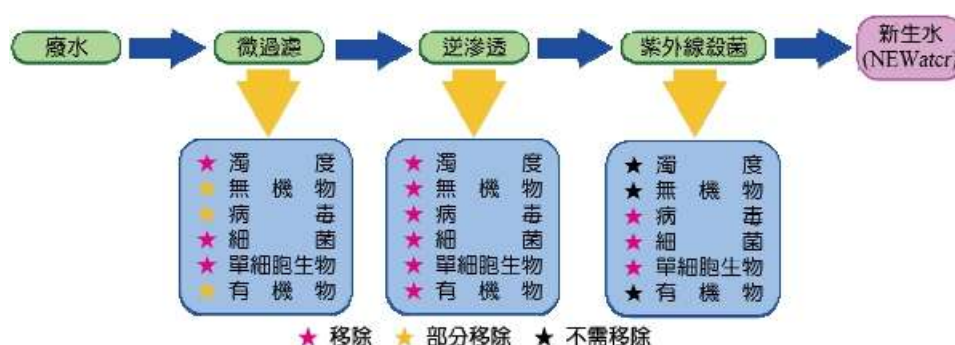 廢水
微過濾
逆滲透
紫外線殺菌
新生水
(NEWater)
★ 濁度
★ 無機物
★ 病毒
★ 細菌
★ 單細胞生物
★ 有機物
★ 濁度
★ 無機物
★ 病毒
★ 細菌
★ 單細胞生物
★ 有機物
★ 濁度
★ 無機物
★ 病毒
★ 細菌
★ 單細胞生物
★ 有機物
★ 移除 ★ 部分移除 ★ 不需移除